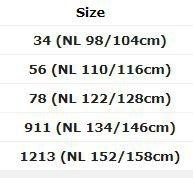 Size
34 (NL 98/104cm)
56 (NL 110/116cm)
78 (NL 122/128cm)
911 (NL 134/146cm)
1213 (NL 152/158cm)